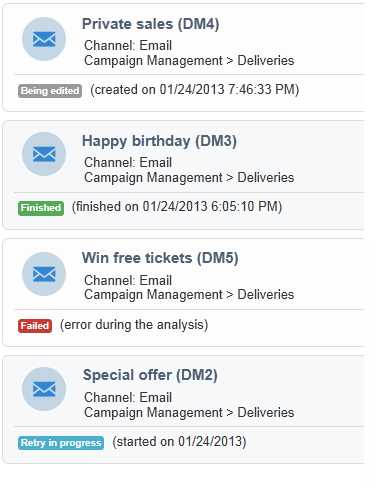 Private sales (DM4)
Channel: Email
Campaign Management > Deliveries
Being edited (created on 01/24/2013 7:46:33 PM)
Happy birthday (DM3)
Channel: Email
Campaign Management > Deliveries
Finished (finished on 01/24/2013 6:05:10 PM)
Win free tickets (DM5)
Channel: Email
Campaign Management > Deliveries
Failed (error during the analysis)
Special offer (DM2)
Channel: Email
Campaign Management > Deliveries
Retry in progress (started on 01/24/2013)